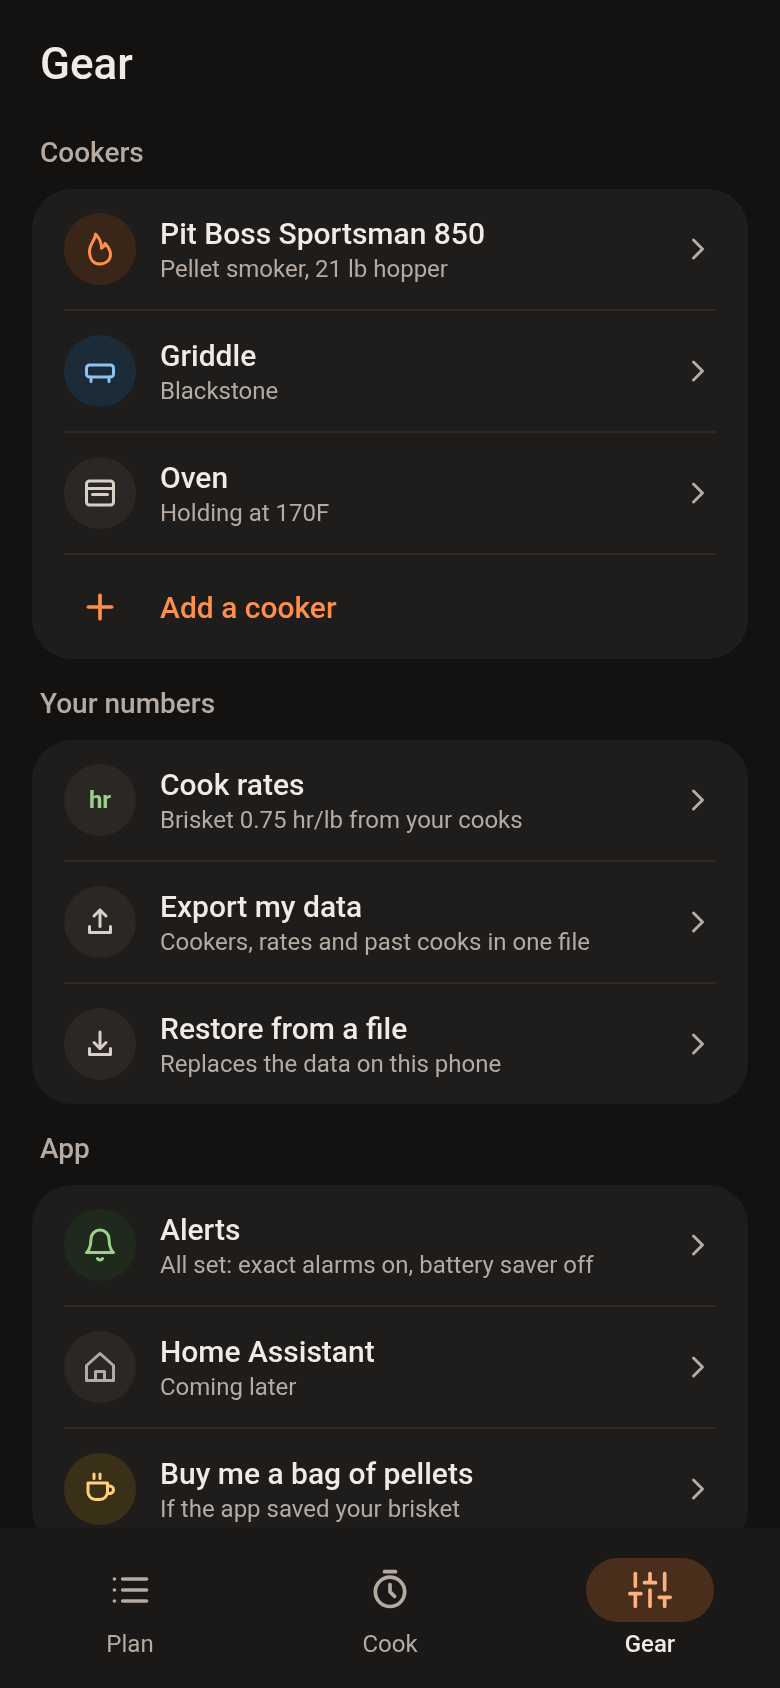 Gear
Cookers
Pit Boss Sportsman 850
Pellet smoker, 21 lb hopper
Griddle
Blackstone
Oven
Holding at 170F
Add a cooker
Your numbers
hr
Cook rates
Brisket 0.75 hr/lb from your cooks
Export my data
Cookers, rates and past cooks in one file
Restore from a file
Replaces the data on this phone
App
Alerts
All set: exact alarms on, battery saver off
Home Assistant
Coming later
Buy me a bag of pellets
If the app saved your brisket
Plan
Cook
Gear